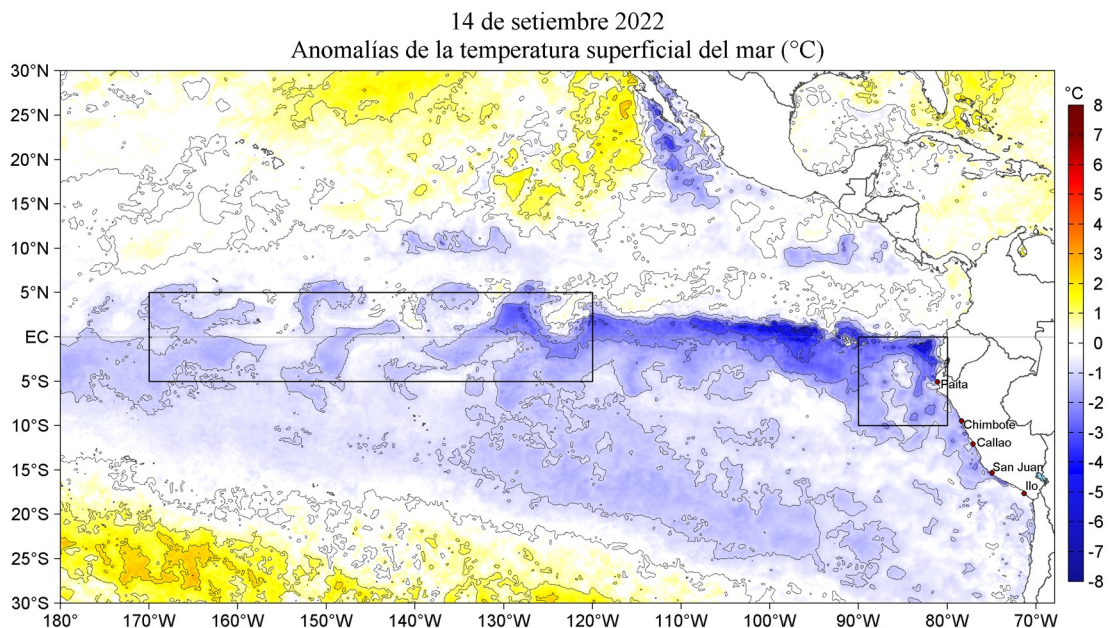 14 de setiembre 2022
Anomalías de la temperatura superficial del mar (°C)
°C
30°N
25°N
20°N
15°N
10°N
5°N
EC
5°S
10°S
15°S
20°S
25°S
30°S
180
170°W
160°W
150°W
140°W
130°W
120°W
110°W
100°W
90°W
80°W
70°W
Paita
Chimbote
Callao
San Juan
Ilo
8
7
6
5
4
3
2
1
0
-1
-2
-3
-4
-5
-6
-7
-8